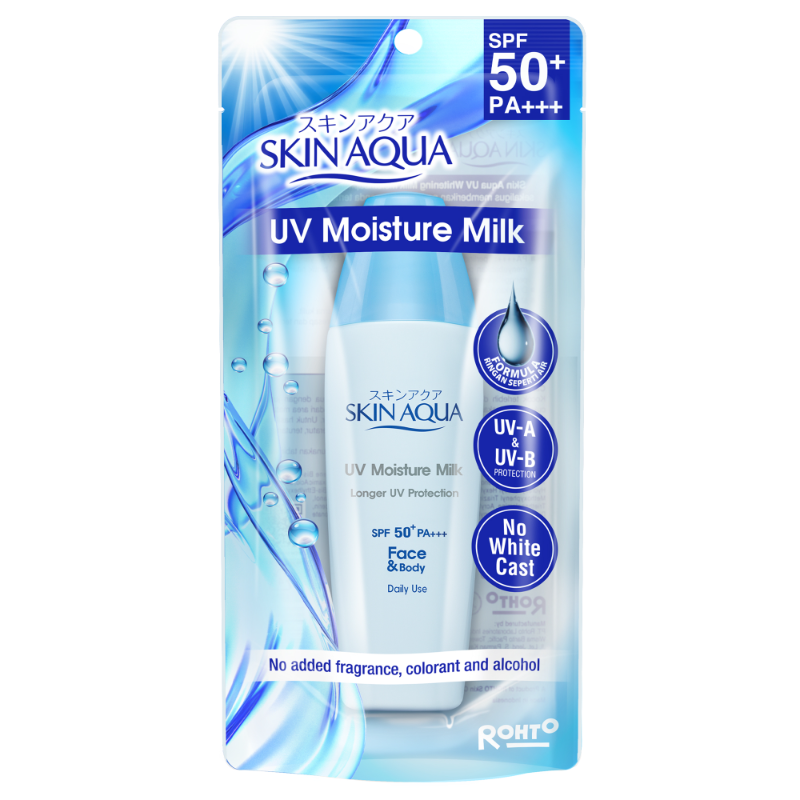 SPF
50+
PA+++
スキンアクア
SKIN AQUA
UV Moisture Milk
FORMULA
RINGAN SEPERTI AIR
スキンアクア
SKIN AQUA
UV Moisture Milk
Longer UV Protection
SPF 50+ PA+++
Face
& Body
Daily Use
UV-A
&
UV-B
PROTECTION
No
White
Cast
No added fragrance, colorant and alcohol
ROHTO